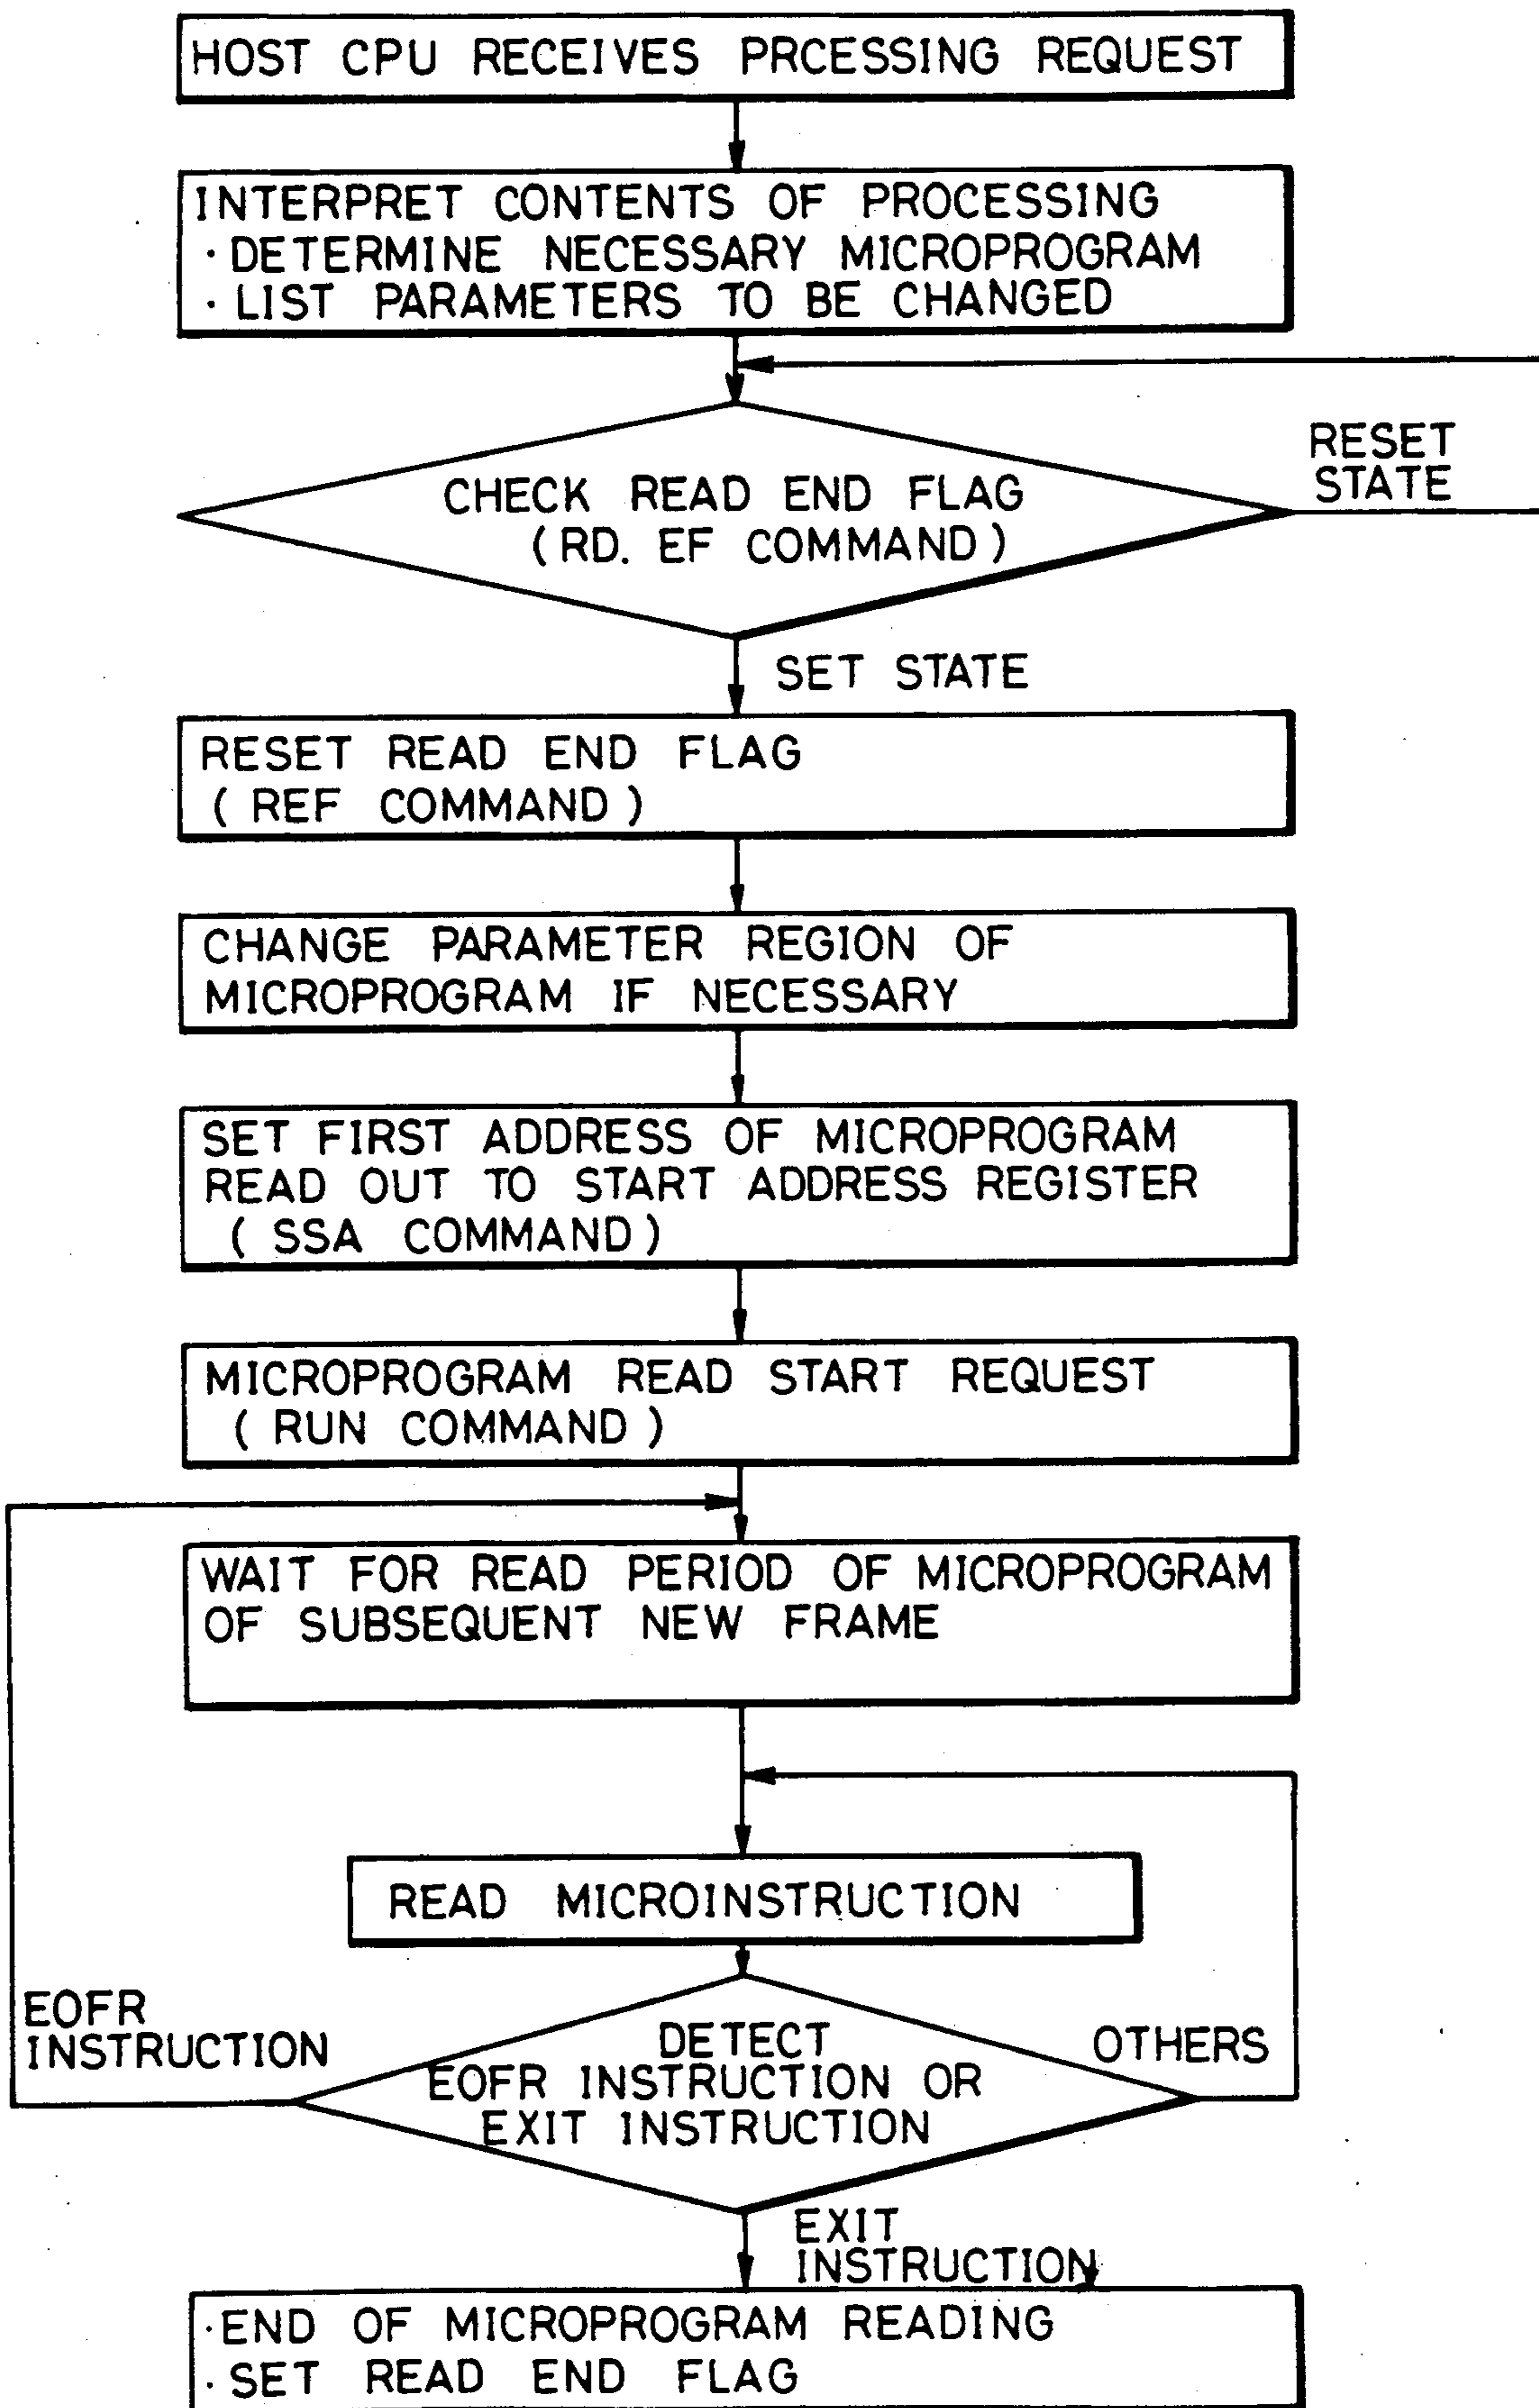 HOST CPU RECEIVES PRCESSING REQUEST
INTERPRET CONTENTS OF PROCESSING
· DETERMINE NECESSARY MICROPROGRAM
· LIST PARAMETERS TO BE CHANGED
RESET
STATE
CHECK READ END FLAG
(RD. EF COMMAND)
SET STATE
RESET READ END FLAG
( REF COMMAND )
CHANGE PARAMETER REGION OF
MICROPROGRAM IF NECESSARY
SET FIRST ADDRESS OF MICROPROGRAM
READ OUT TO START ADDRESS REGISTER
( SSA COMMAND )
MICROPROGRAM READ START REQUEST
( RUN COMMAND )
WAIT FOR READ PERIOD OF MICROPROGRAM
OF SUBSEQUENT NEW FRAME
READ MICROINSTRUCTION
EOFR
INSTRUCTION
DETECT
EOFR INSTRUCTION OR
EXIT INSTRUCTION
OTHERS
EXIT
INSTRUCTION
· END OF MICROPROGRAM READING
· SET READ END FLAG